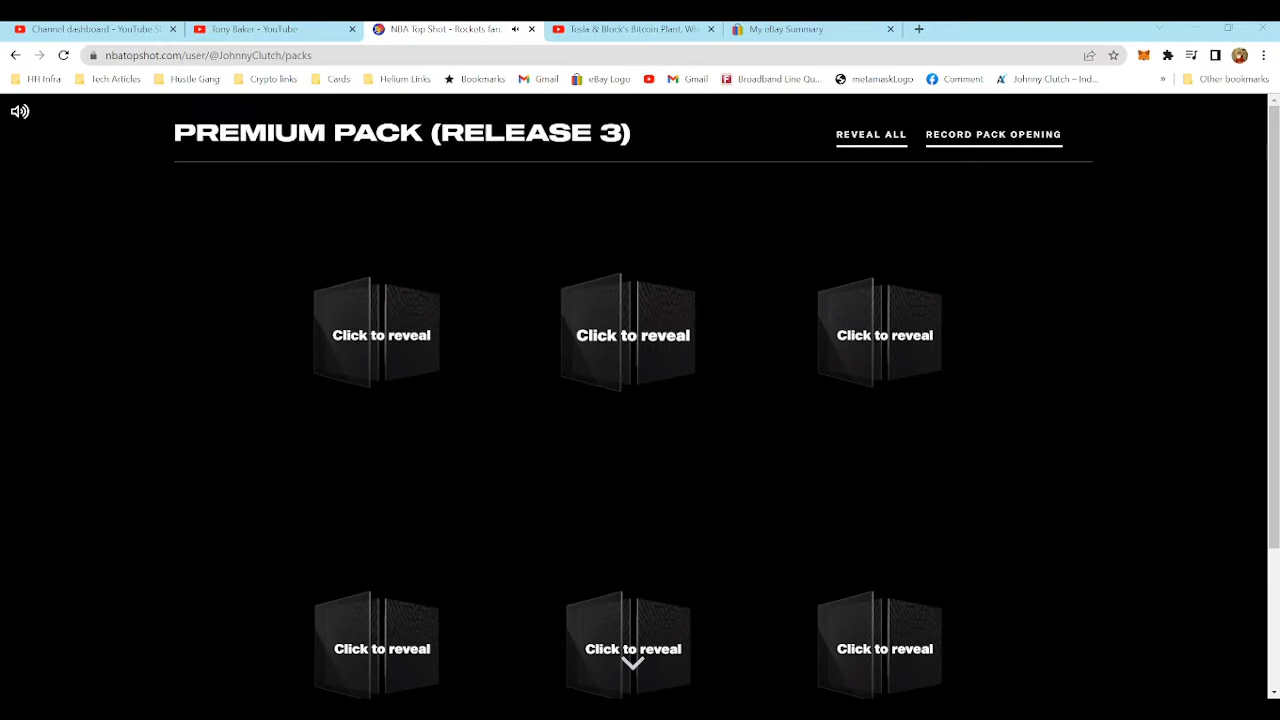 Channel dashboard - YouTube St
Tony Baker - YouTube
NBA Top Shot - Rockets fan.
Tesla & Block's Bitcoin Plant, Wh
My eBay Summary
nbatopshot.com/user/@JohnnyClutch/packs
HH Infra
Tech Articles
Hustle Gang
Crypto links
Cards
Helium Links
Bookmarks
Gmail
eBay Logo
Gmail
Broadband Line Qu...
metamaskLogo
Comment
Johnny Clutch – Ind...
»
Other bookmarks
PREMIUM PACK (RELEASE 3)
REVEAL ALL
RECORD PACK OPENING
Click to reveal
Click to reveal
Click to reveal
Click to reveal
Click to reveal
Click to reveal